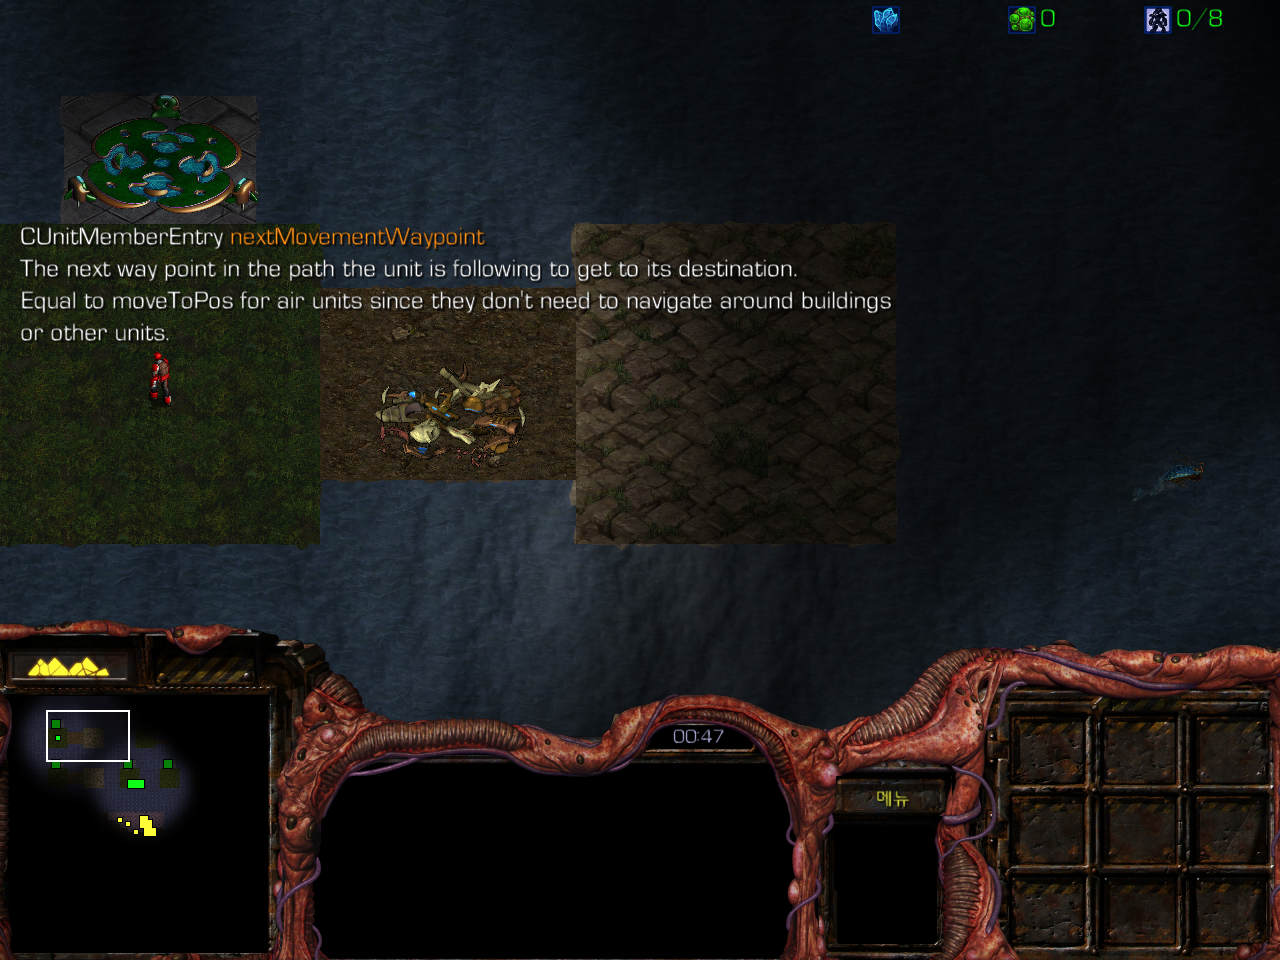 0
0/8
CUnitMemberEntry nextMovementWaypoint
The next way point in the path the unit is following to get to its destination.
Equal to moveToPos for air units since they don't need to navigate around buildings
or other units.
00:47
메뉴